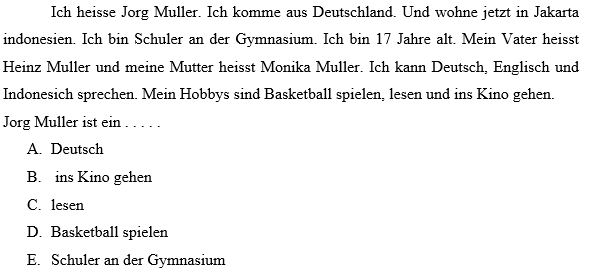 Ich heisse Jorg Muller. Ich komme aus Deutschland. Und wohne jetzt in Jakarta
indonesien. Ich bin Schuler an der Gymnasium. Ich bin 17 Jahre alt. Mein Vater heisst
Heinz Muller und meine Mutter heisst Monika Muller. Ich kann Deutsch, Englisch und
Indonesich sprechen. Mein Hobbys sind Basketball spielen, lesen und ins Kino gehen.
Jorg Muller ist ein . . . . .
A. Deutsch
B. ins Kino gehen
C. lesen
D. Basketball spielen
E. Schuler an der Gymnasium